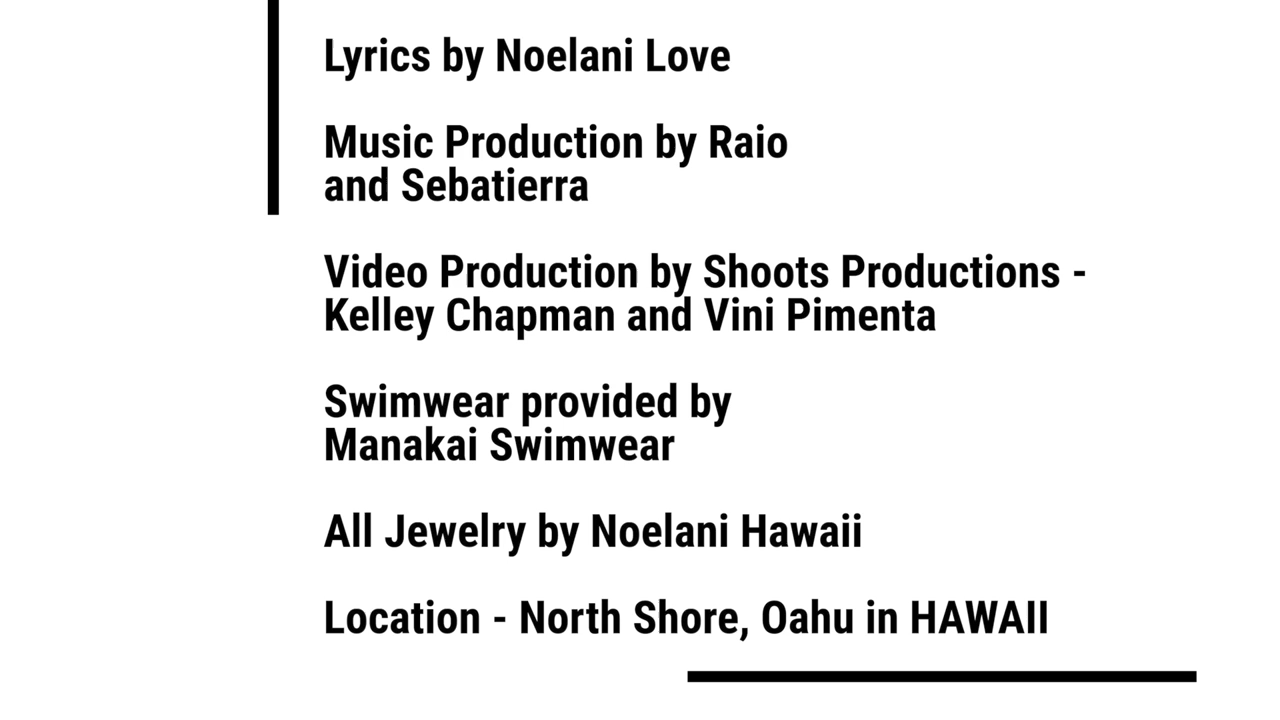 Lyrics by Noelani Love
Music Production by Raio
and Sebatierra
Video Production by Shoots Productions -
Kelley Chapman and Vini Pimenta
Swimwear provided by
Manakai Swimwear
All Jewelry by Noelani Hawaii
Location - North Shore, Oahu in HAWAII